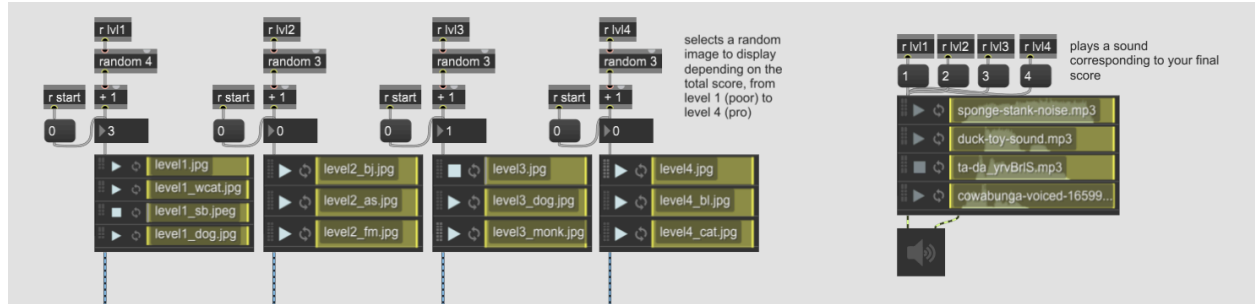 r lvl1
random 4
r start
+ 1
0
3
level1.jpg
level1_wcat.jpg
level1_sb.jpeg
level1_dog.jpg
r lvl2
random 3
r start
+ 1
0
0
level2_bj.jpg
level2_as.jpg
level2_fm.jpg
r lvl3
random 3
r start
+ 1
0
1
level3.jpg
level3_dog.jpg
level3_monk.jpg
r lvl4
random 3
r start
+ 1
0
0
level4.jpg
level4_bl.jpg
level4_cat.jpg
selects a random
image to display
depending on the
total score, from
level 1 (poor) to
level 4 (pro)
r lvl1 r lvl2 r lvl3 r lvl4
1 2 3 4
plays a sound
corresponding to your final
score
sponge-stank-noise.mp3
duck-toy-sound.mp3
ta-da_yrvBrlS.mp3
cowabunga-voiced-16599...